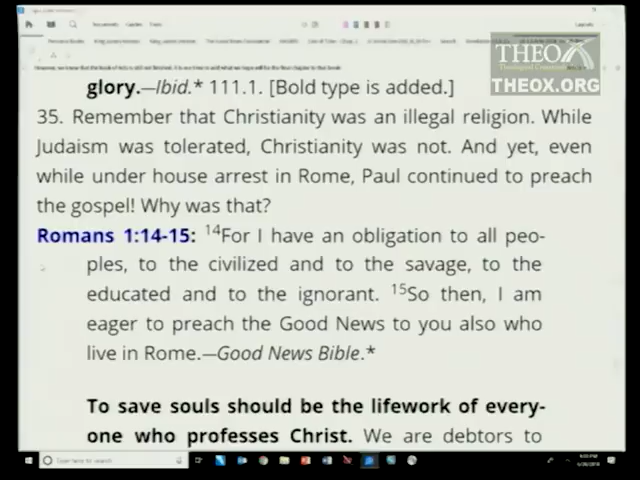 THEOX
THEOX.ORG
glory.—Ibid.* 111.1. [Bold type is added.]
35. Remember that Christianity was an illegal religion. While
Judaism was tolerated, Christianity was not. And yet, even
while under house arrest in Rome, Paul continued to preach
the gospel! Why was that?
Romans 1:14-15: ¹⁴For I have an obligation to all peo-
ples, to the civilized and to the savage, to the
educated and to the ignorant. ¹⁵So then, I am
eager to preach the Good News to you also who
live in Rome.—Good News Bible.*
To save souls should be the lifework of every-
one who professes Christ. We are debtors to
Type here to search